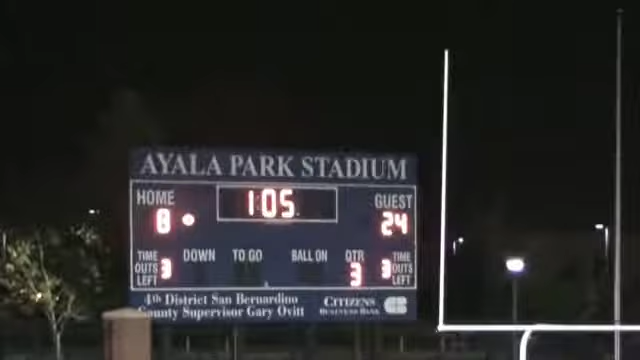 AYALA PARK STADIUM
HOME 1:05 GUEST
8 24
TIME OUTS LEFT 3 DOWN TO GO BALL ON QTR 3 3 TIME OUTS LEFT
4th District San Bernardino
County Supervisor Gary Ovitt
CITIZENS
BUSINESS BANK